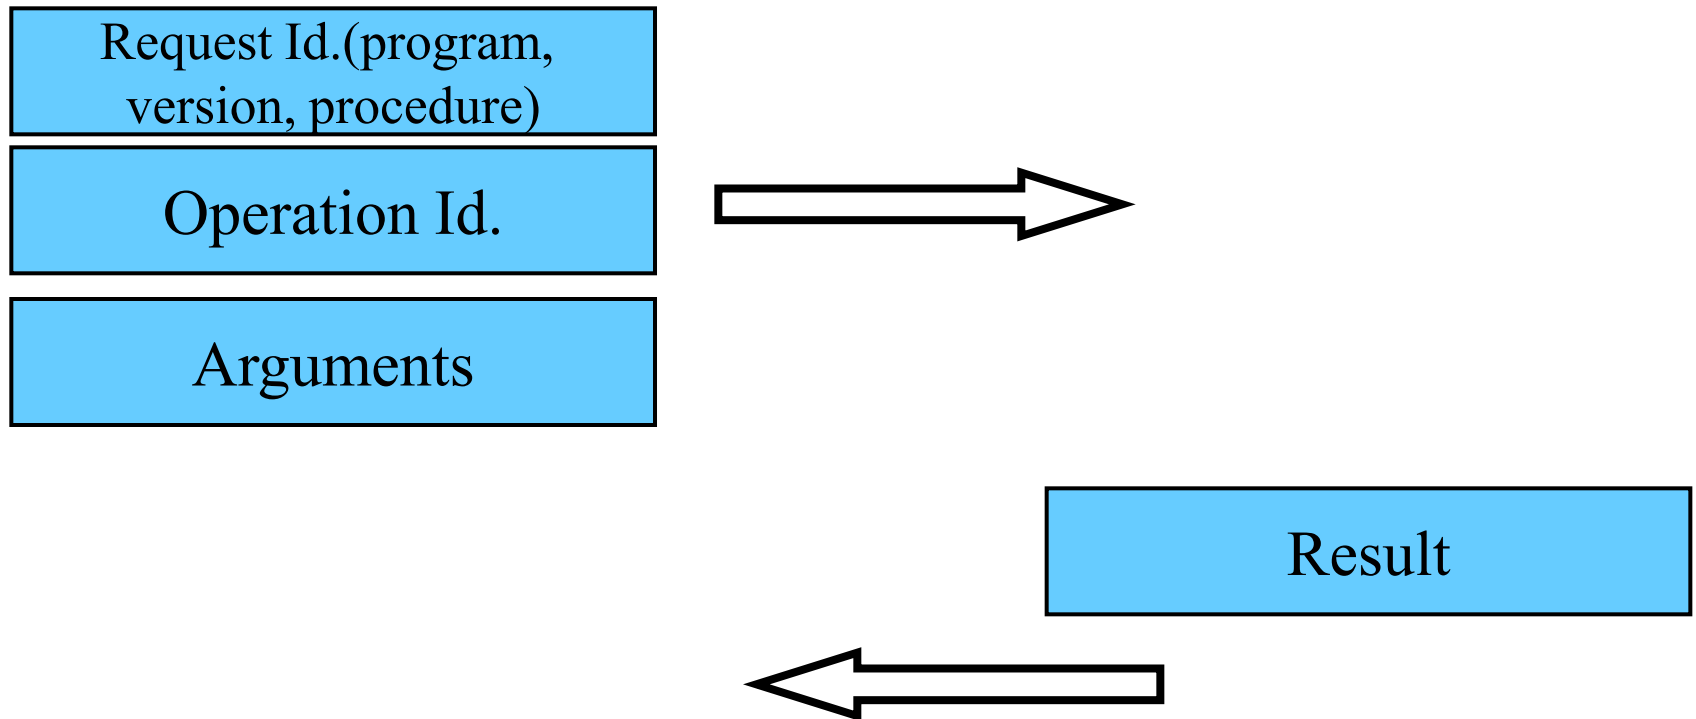 Request Id.(program,
version, procedure)
Operation Id.
Arguments
Result